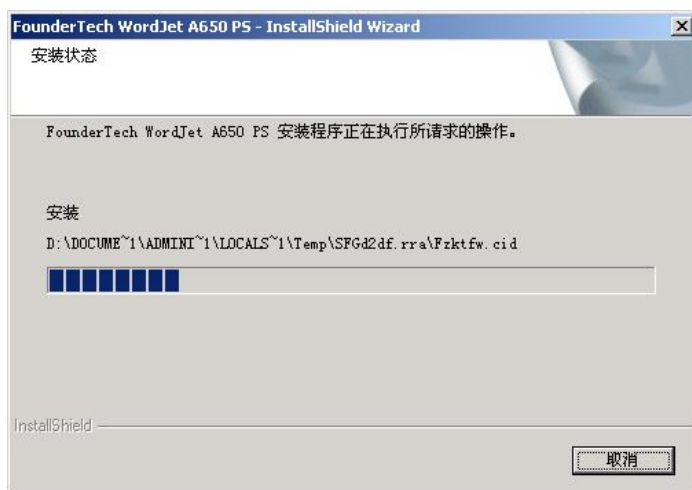 FounderTech WordJet A650 PS - InstallShield Wizard
安装状态
FounderTech WordJet A650 PS 安装程序正在执行所请求的操作。
安装
D:\DOCUME~1\ADMINI~1\LOCALS~1\Temp\SFGd2df.rra\Fzktfw.cid
InstallShield
取消